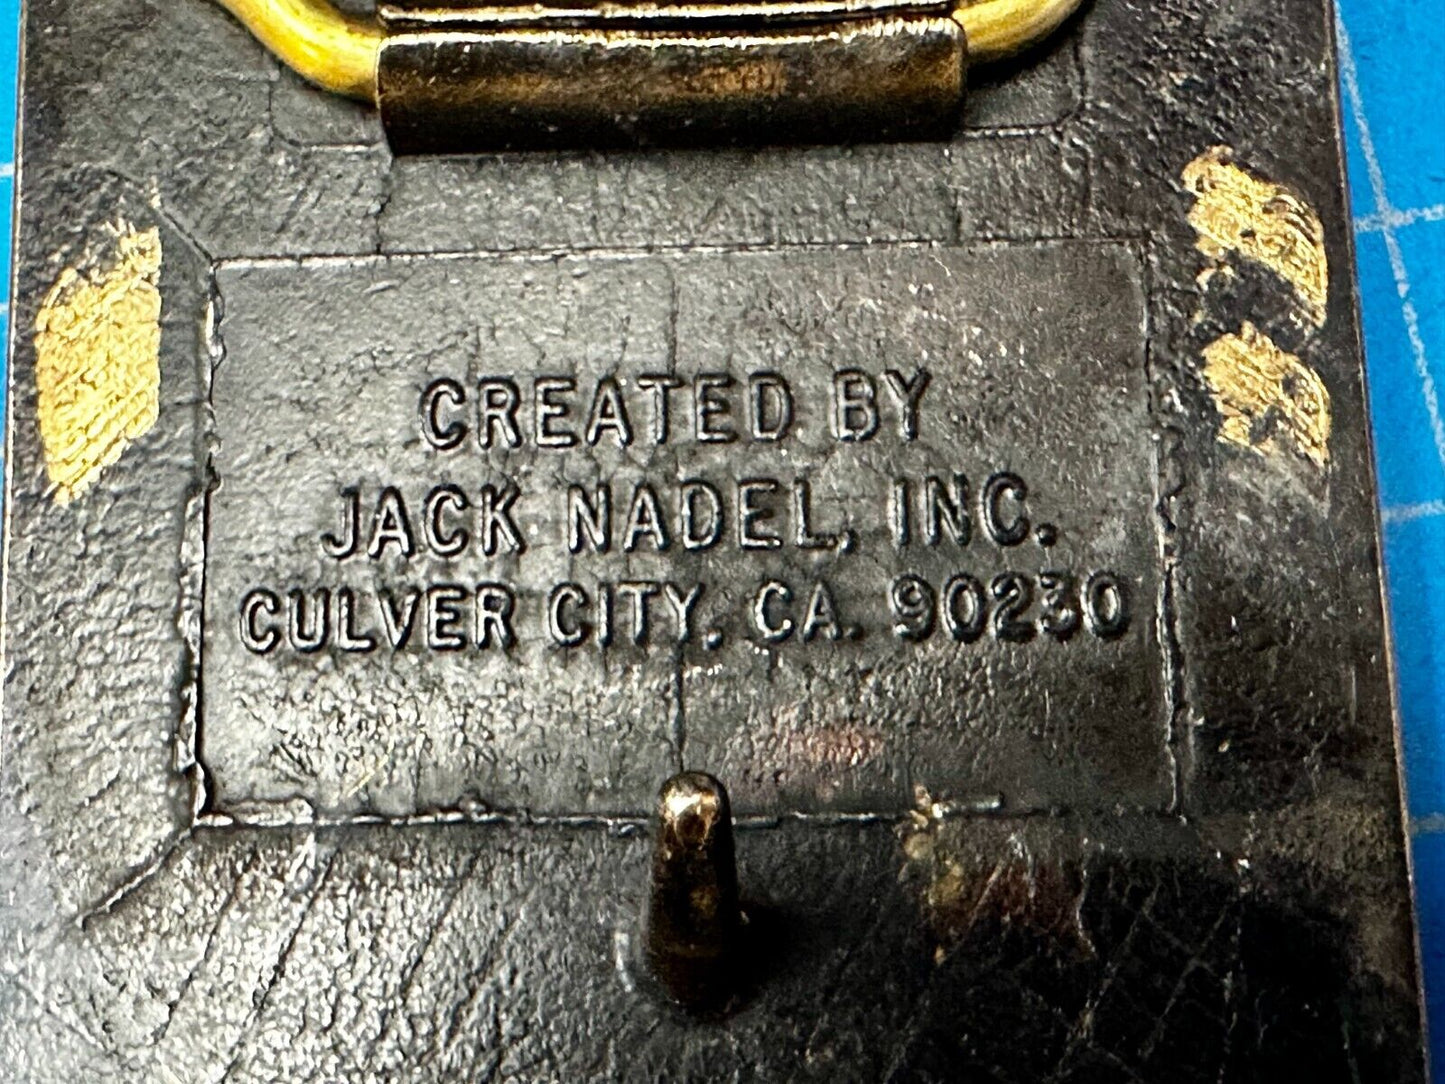 CREATED BY
JACK NADEL, INC.
CULVER CITY, CA. 90230